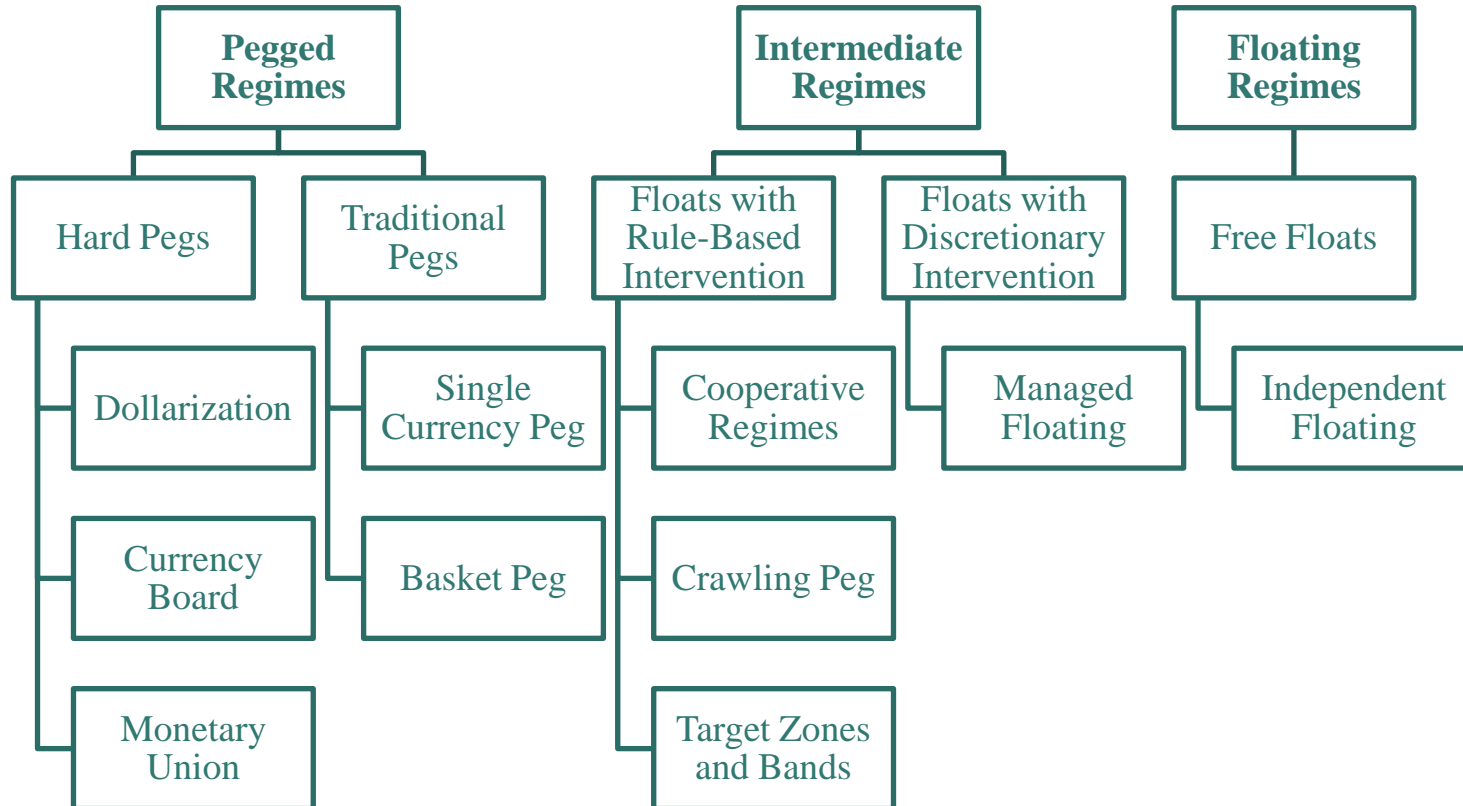 Pegged
Regimes
Intermediate
Regimes
Floating
Regimes
Hard Pegs
Traditional
Pegs
Floats with
Rule-Based
Intervention
Floats with
Discretionary
Intervention
Free Floats
Dollarization
Single
Currency Peg
Cooperative
Regimes
Managed
Floating
Independent
Floating
Currency
Board
Basket Peg
Crawling Peg
Monetary
Union
Target Zones
and Bands